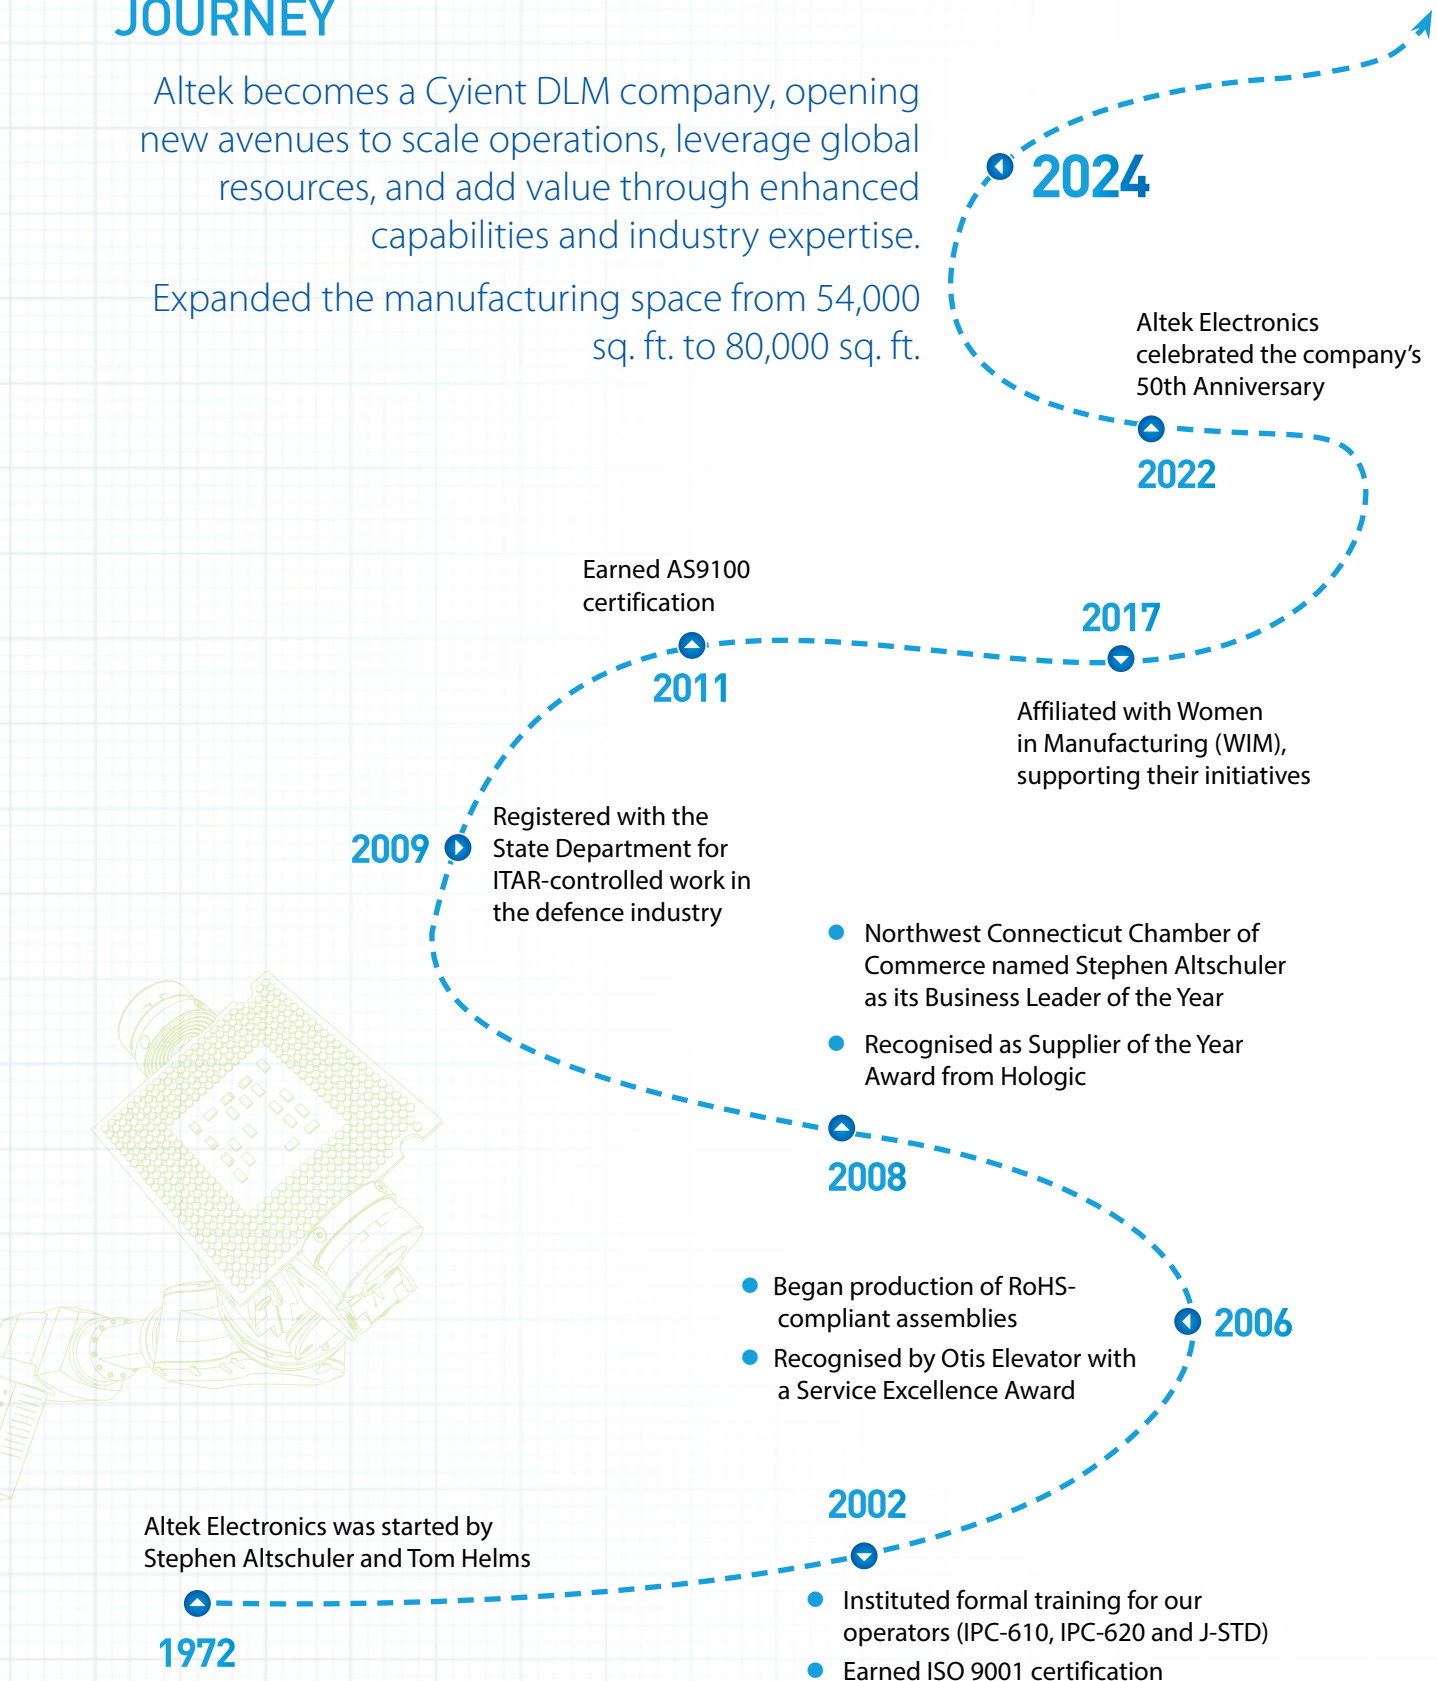 JOURNEY
Altek becomes a Cyient DLM company, opening
new avenues to scale operations, leverage global
resources, and add value through enhanced
capabilities and industry expertise.
Expanded the manufacturing space from 54,000
sq. ft. to 80,000 sq. ft.
2024
Altek Electronics
celebrated the company’s
50th Anniversary
2022
Earned AS9100
certification
2011
2017
Affiliated with Women
in Manufacturing (WIM),
supporting their initiatives
2009
Registered with the
State Department for
ITAR-controlled work in
the defence industry
● Northwest Connecticut Chamber of
Commerce named Stephen Altschuler
as its Business Leader of the Year
● Recognised as Supplier of the Year
Award from Hologic
2008
● Began production of RoHS-
compliant assemblies
● Recognised by Otis Elevator with
a Service Excellence Award
2006
2002
● Instituted formal training for our
operators (IPC-610, IPC-620 and J-STD)
● Earned ISO 9001 certification
Altek Electronics was started by
Stephen Altschuler and Tom Helms
1972